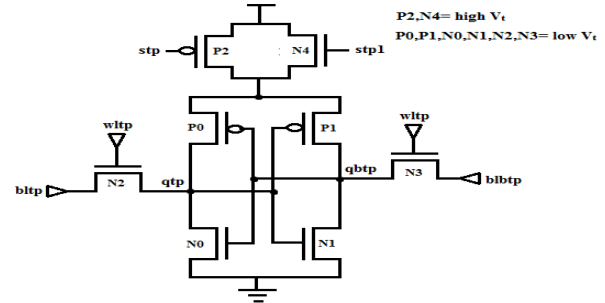 P2,N4= high Vt
P0,P1,N0,N1,N2,N3= low Vt
stp
P2
N4
stp1
P0
P1
wltp
wltp
N2
qtp
qbtp
N3
bltp
blbtp
N0
N1